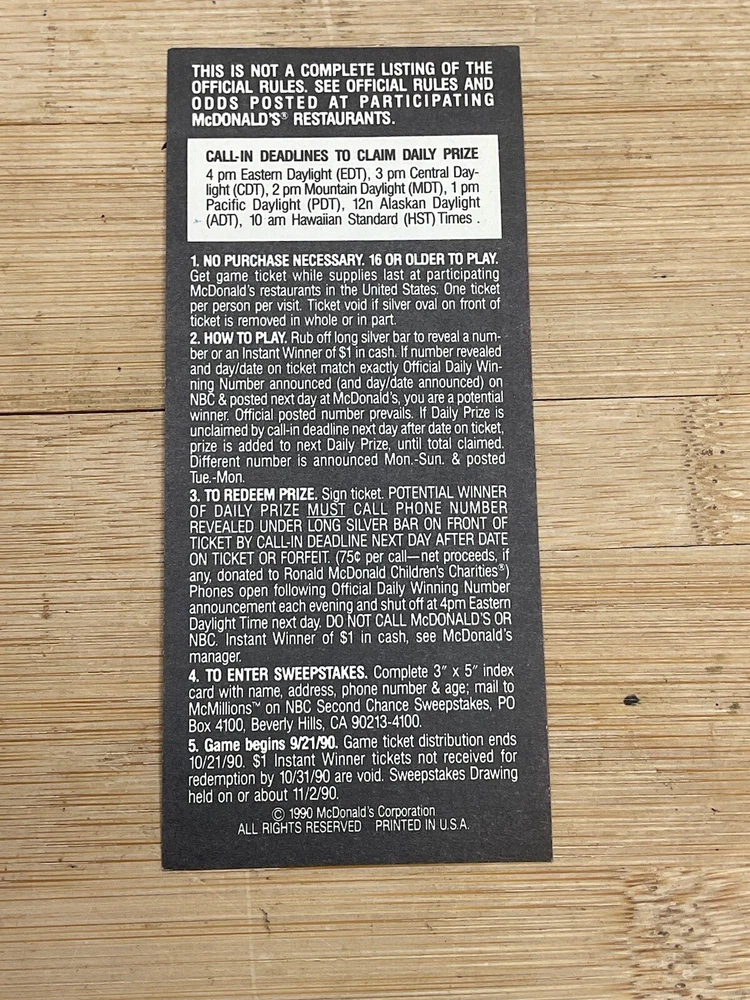 THIS IS NOT A COMPLETE LISTING OF THE
OFFICIAL RULES. SEE OFFICIAL RULES AND
ODDS POSTED AT PARTICIPATING
McDONALD'S® RESTAURANTS.
CALL-IN DEADLINES TO CLAIM DAILY PRIZE
4 pm Eastern Daylight (EDT), 3 pm Central Day-
light (CDT), 2 pm Mountain Daylight (MDT), 1 pm
Pacific Daylight (PDT), 12n Alaskan Daylight
(ADT), 10 am Hawaiian Standard (HST) Times .
1. NO PURCHASE NECESSARY. 16 OR OLDER TO PLAY.
Get game ticket while supplies last at participating
McDonald's restaurants in the United States. One ticket
per person per visit. Ticket void if silver oval on front of
ticket is removed in whole or in part.
2. HOW TO PLAY. Rub off long silver bar to reveal a num-
ber or an Instant Winner of $1 in cash. If number revealed
and day/date on ticket match exactly Official Daily Win-
ning Number announced (and day/date announced) on
NBC & posted next day at McDonald's, you are a potential
winner. Official posted number prevails. If Daily Prize is
unclaimed by call-in deadline next day after date on ticket,
prize is added to next Daily Prize, until total claimed.
Different number is announced Mon.-Sun. & posted
Tue.-Mon.
3. TO REDEEM PRIZE. Sign ticket. POTENTIAL WINNER
OF DAILY PRIZE MUST CALL PHONE NUMBER
REVEALED UNDER LONG SILVER BAR ON FRONT OF
TICKET BY CALL-IN DEADLINE NEXT DAY AFTER DATE
ON TICKET OR FORFEIT. (75¢ per call—net proceeds, if
any, donated to Ronald McDonald Children's Charities®)
Phones open following Official Daily Winning Number
announcement each evening and shut off at 4pm Eastern
Daylight Time next day. DO NOT CALL McDONALD'S OR
NBC. Instant Winner of $1 in cash, see McDonald's
manager.
4. TO ENTER SWEEPSTAKES. Complete 3″ x 5″ index
card with name, address, phone number & age; mail to
McMillions™ on NBC Second Chance Sweepstakes, PO
Box 4100, Beverly Hills, CA 90213-4100.
5. Game begins 9/21/90. Game ticket distribution ends
10/21/90. $1 Instant Winner tickets not received for
redemption by 10/31/90 are void. Sweepstakes Drawing
held on or about 11/2/90.
© 1990 McDonald's Corporation
ALL RIGHTS RESERVED PRINTED IN U.S.A.